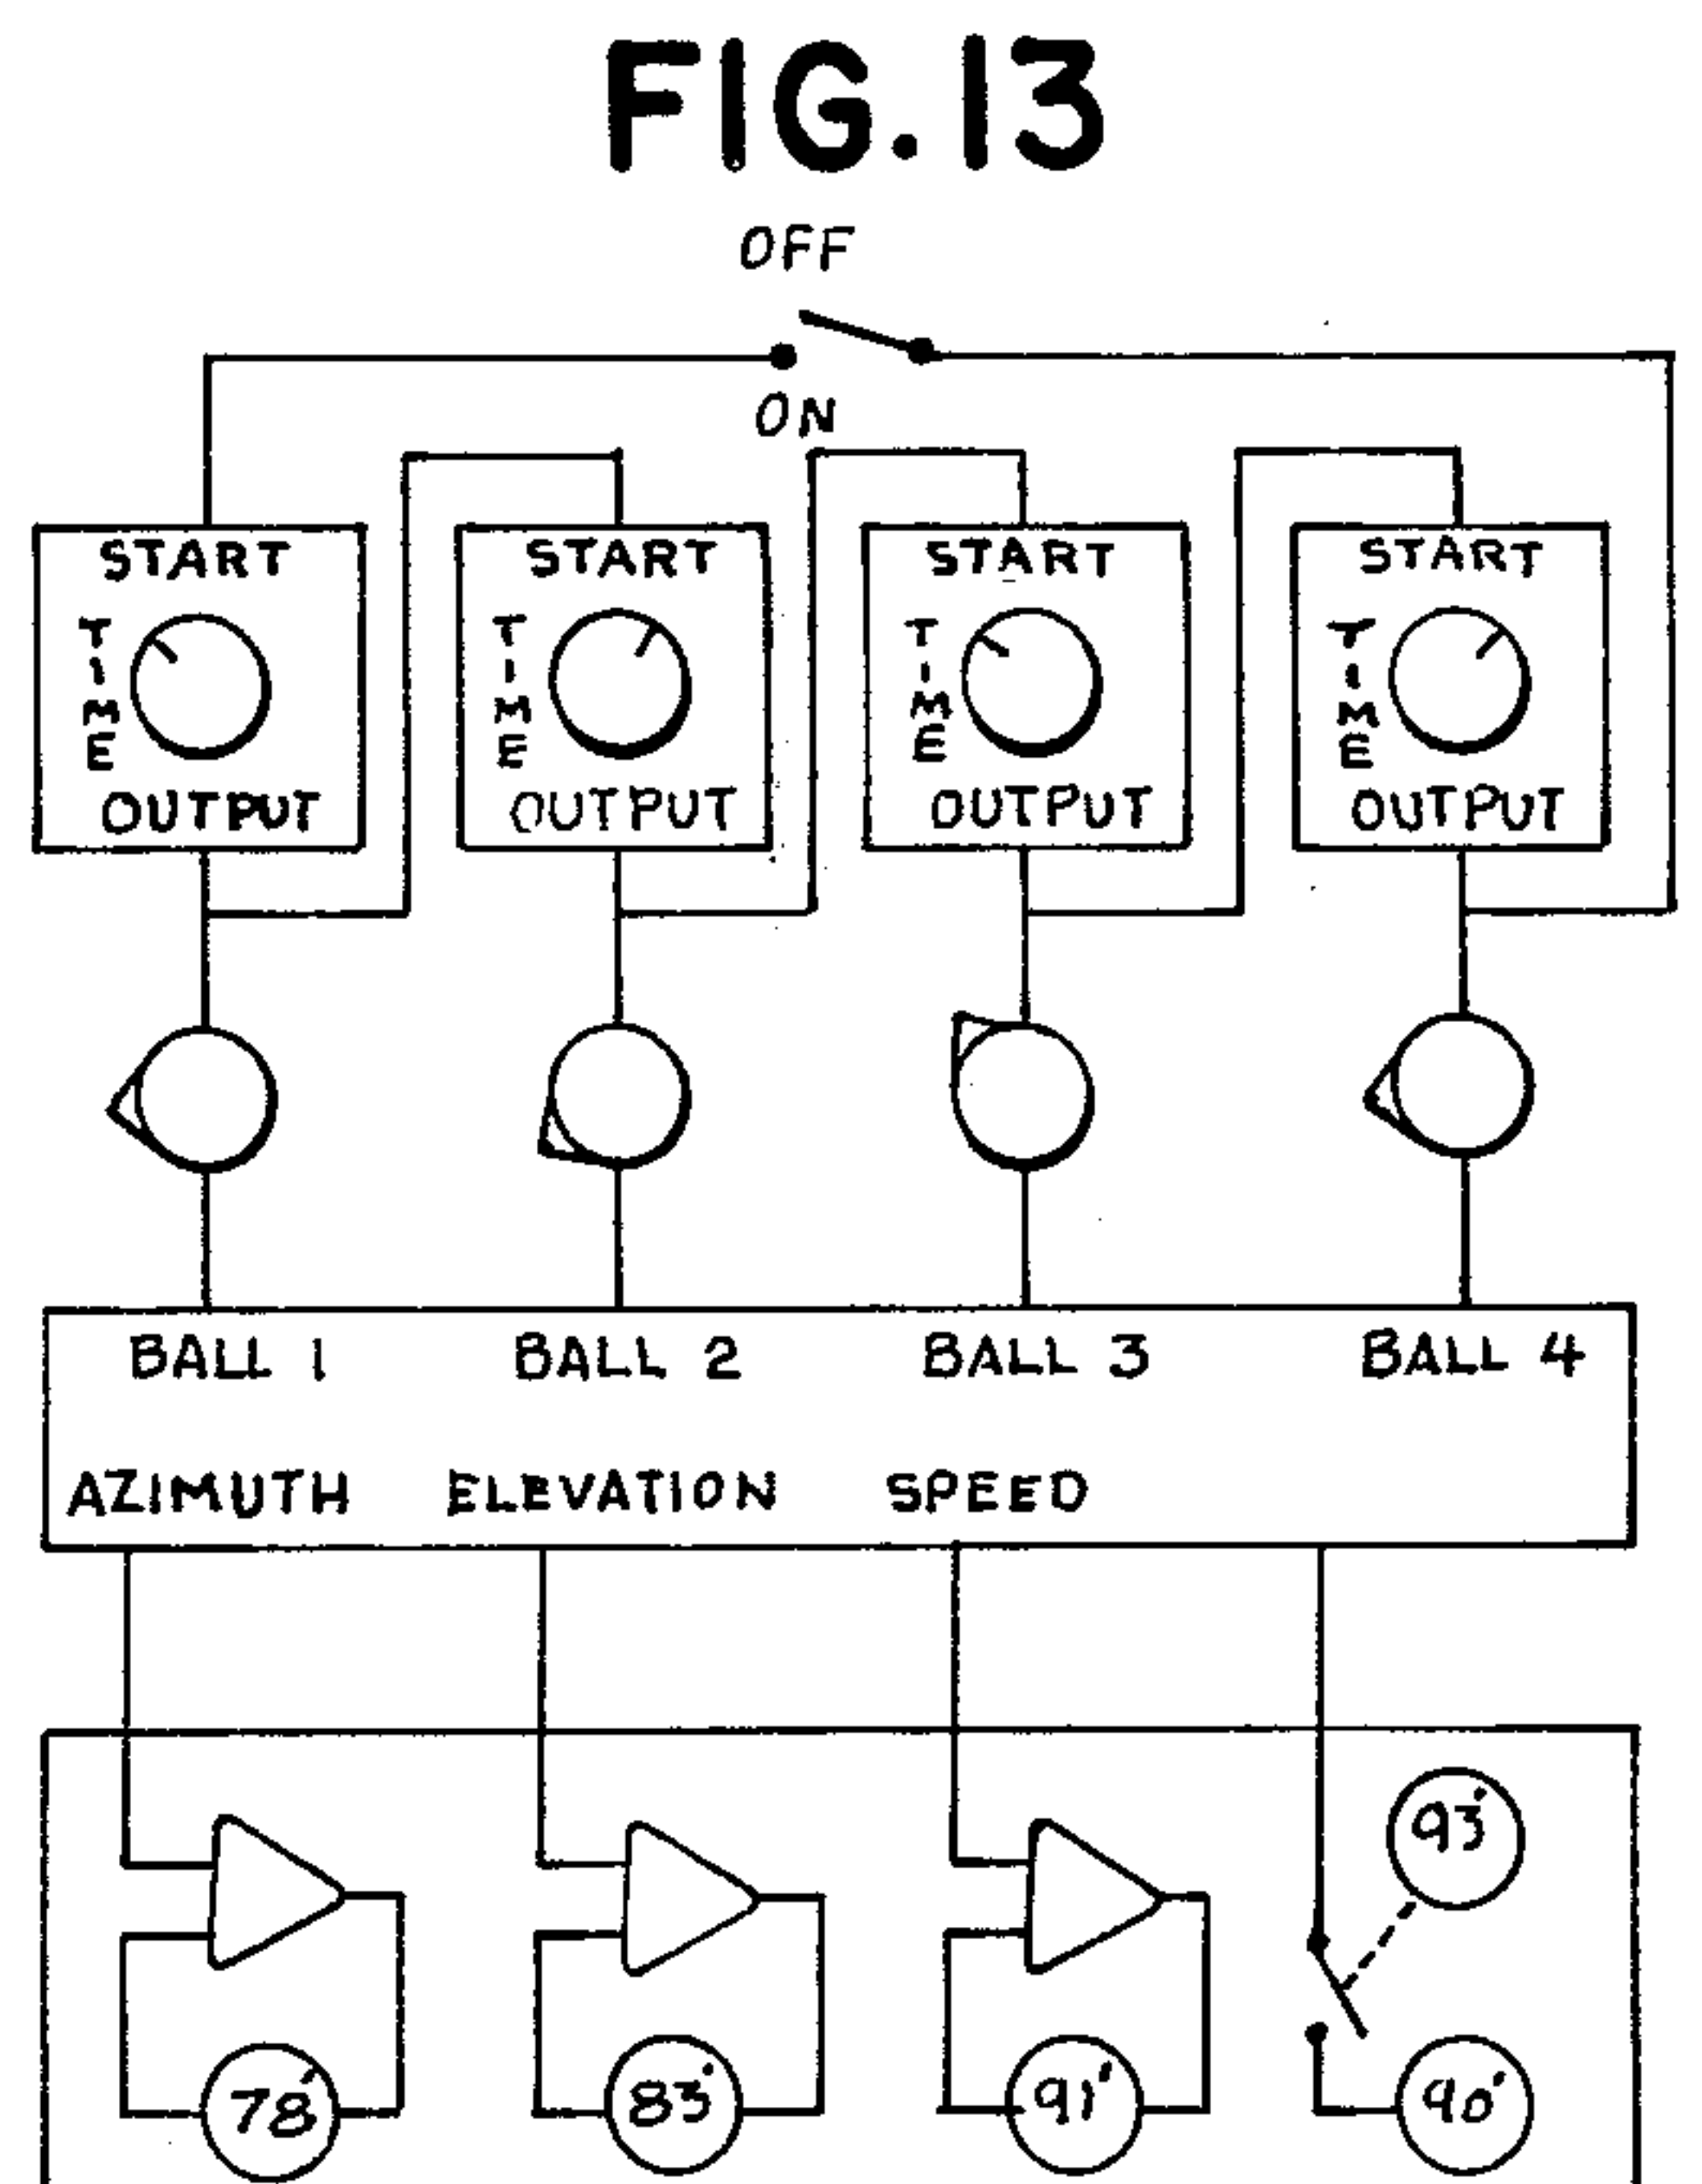 FIG.13
OFF
ON
START START START START
TIME TIME TIME TIME
OUTPUT OUTPUT OUTPUT OUTPUT
BALL 1 BALL 2 BALL 3 BALL 4
AZIMUTH ELEVATION SPEED
93'
78' 83' 91' 90'